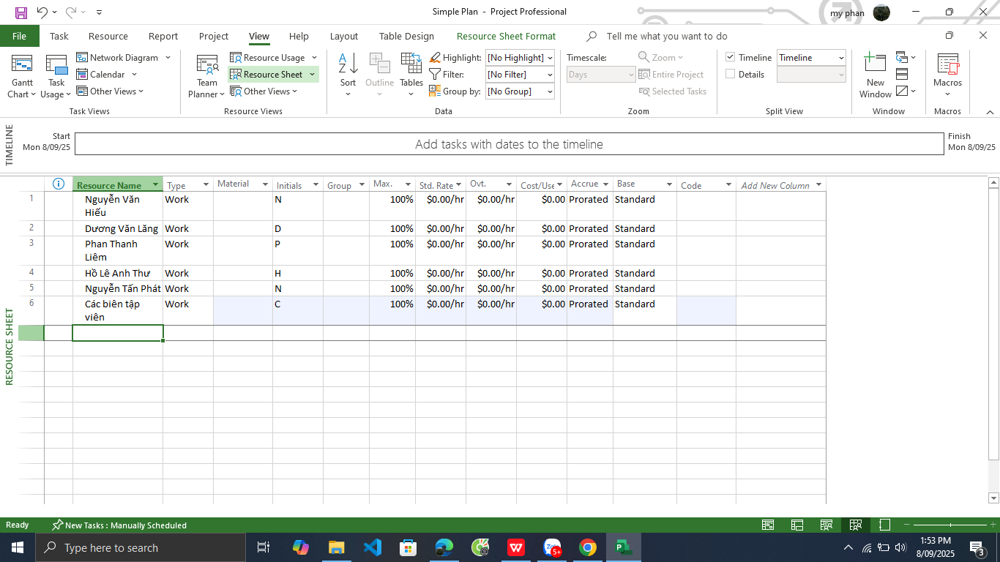 Simple Plan - Project Professional
my phan
File Task Resource Report Project View Help Layout Table Design Resource Sheet Format Tell me what you want to do
Gantt Chart
Task Usage
Network Diagram
Calendar
Other Views
Task Views
Team Planner
Resource Usage
Resource Sheet
Other Views
Resource Views
Sort
Outline
Tables
Highlight: [No Highlight]
Filter: [No Filter]
Group by: [No Group]
Data
Timescale:
Days
Zoom
Entire Project
Selected Tasks
Zoom
Timeline Timeline
Details
Split View
New Window
Window
Macros
Macros
TIMELINE
Start
Mon 8/09/25
Add tasks with dates to the timeline
Finish
Mon 8/09/25
Resource Name Type Material Initials Group Max. Std. Rate Ovt. Cost/Use Accrue Base Code Add New Column
1 Nguyễn Văn Hiếu Work N 100% $0.00/hr $0.00/hr $0.00 Prorated Standard
2 Dương Văn Lăng Work D 100% $0.00/hr $0.00/hr $0.00 Prorated Standard
3 Phan Thanh Liêm Work P 100% $0.00/hr $0.00/hr $0.00 Prorated Standard
4 Hồ Lê Anh Thư Work H 100% $0.00/hr $0.00/hr $0.00 Prorated Standard
5 Nguyễn Tấn Phát Work N 100% $0.00/hr $0.00/hr $0.00 Prorated Standard
6 Các biên tập viên Work C 100% $0.00/hr $0.00/hr $0.00 Prorated Standard
RESOURCE SHEET
Ready New Tasks : Manually Scheduled
Type here to search
5+
1:53 PM
8/09/2025
3